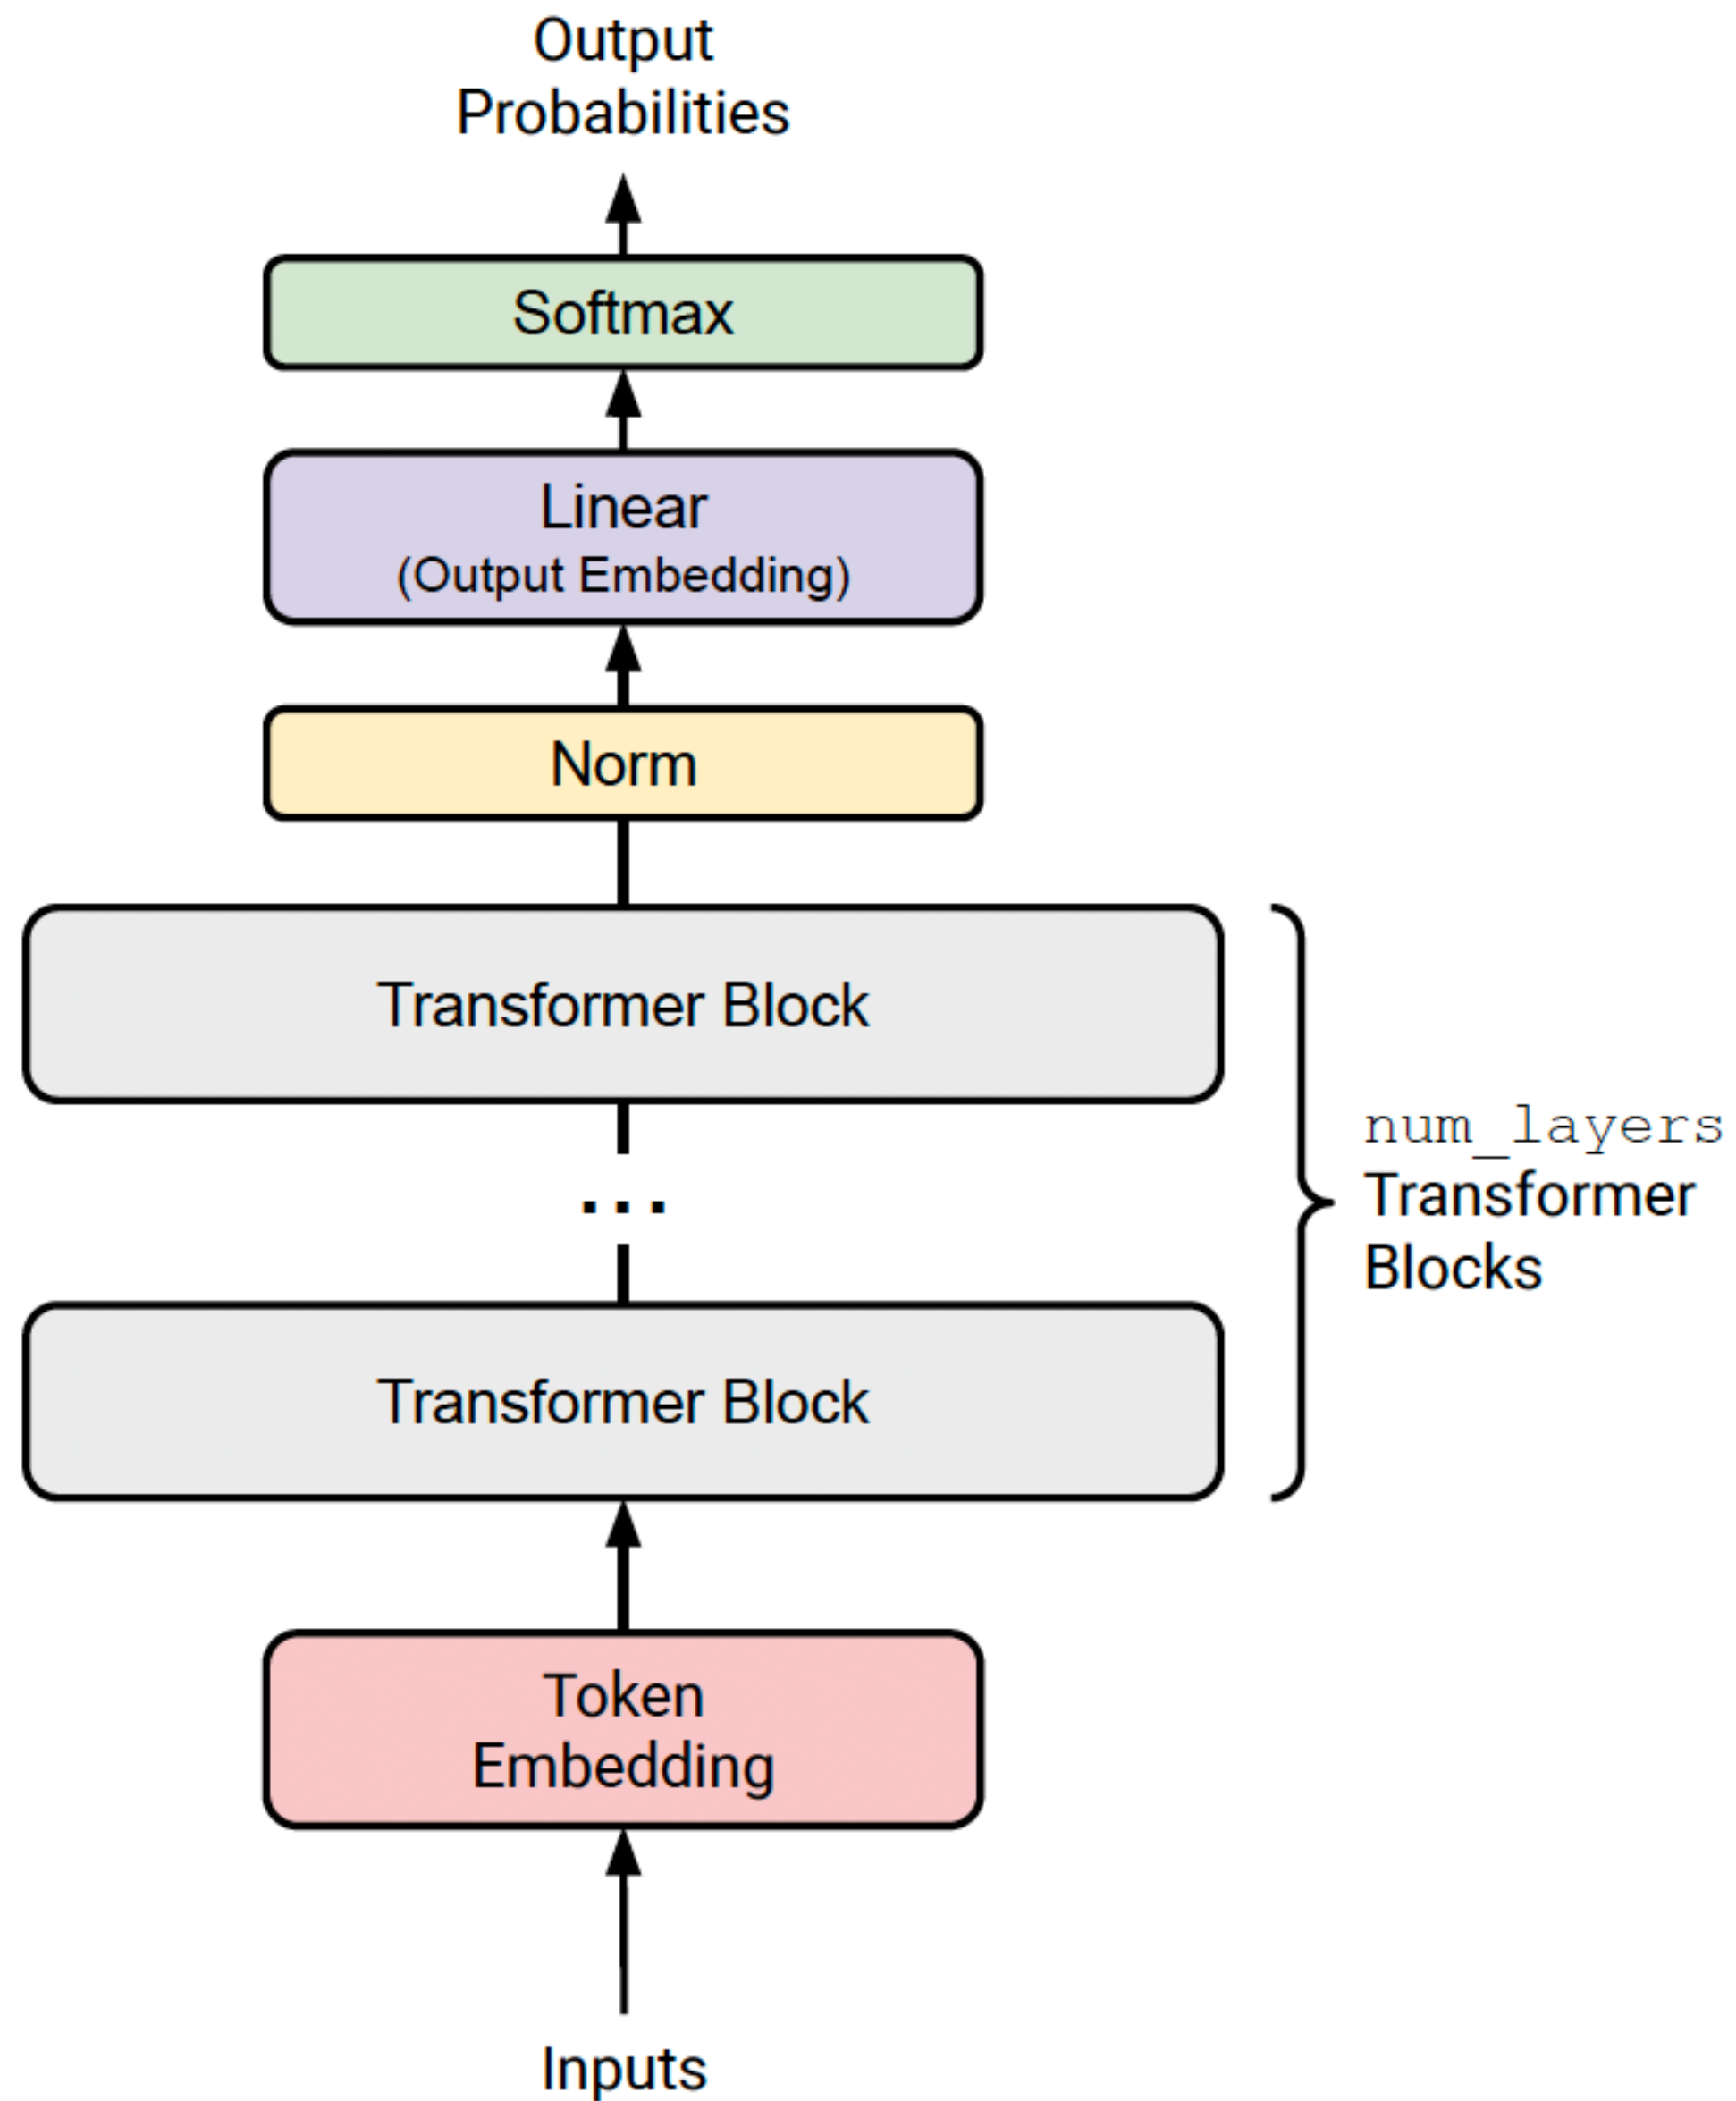 Output
Probabilities
Softmax
Linear
(Output Embedding)
Norm
Transformer Block
...
Transformer Block
num_layers
Transformer
Blocks
Token
Embedding
Inputs